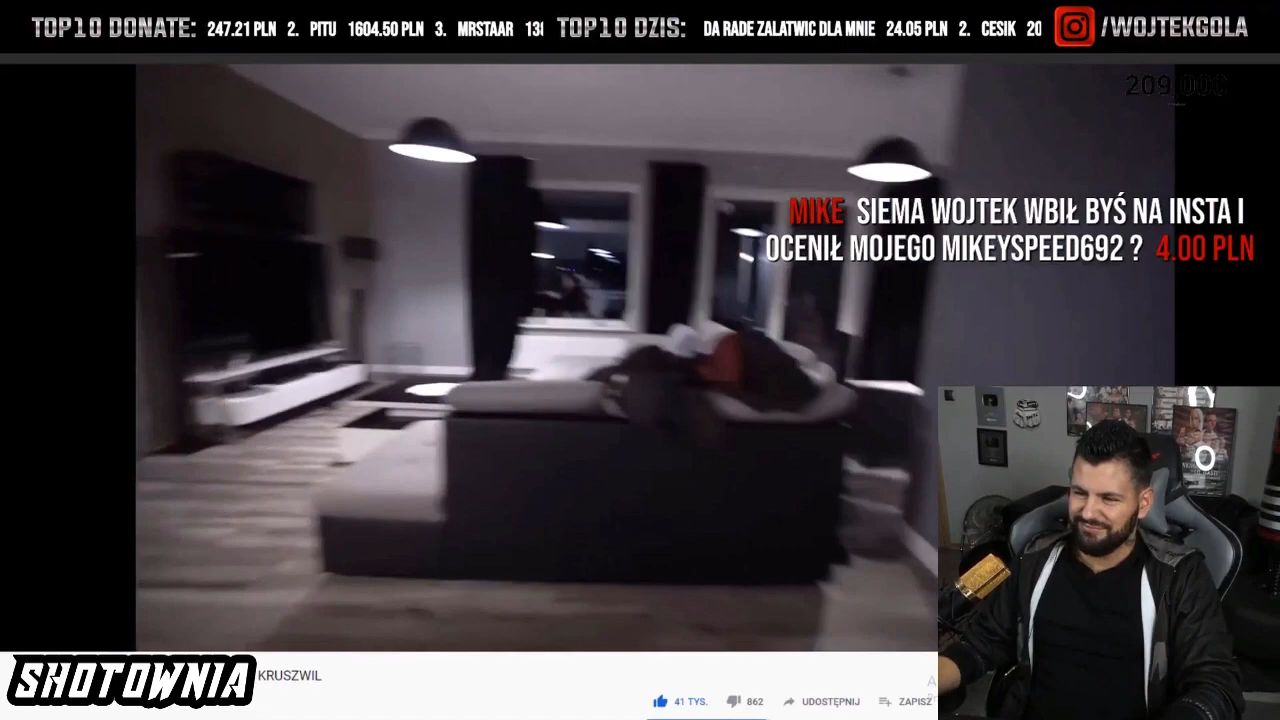 TOP10 DONATE: 247.21 PLN 2. PITU 1604.50 PLN 3. MRSTAAR TOP10 DZIS: DA RADE ZALATWIC DLA MNIE 24.05 PLN 2. CESIK 20 /WOJTEKGOLA
MIKE SIEMA WOJTEK WBIŁ BYŚ NA INSTA I
OCENIŁ MOJEGO MIKEYSPEED692 ? 4.00 PLN
SHOTOWNIA KRUSZWIL
41 TYS. 862 UDOSTĘPNIJ ZAPISZ